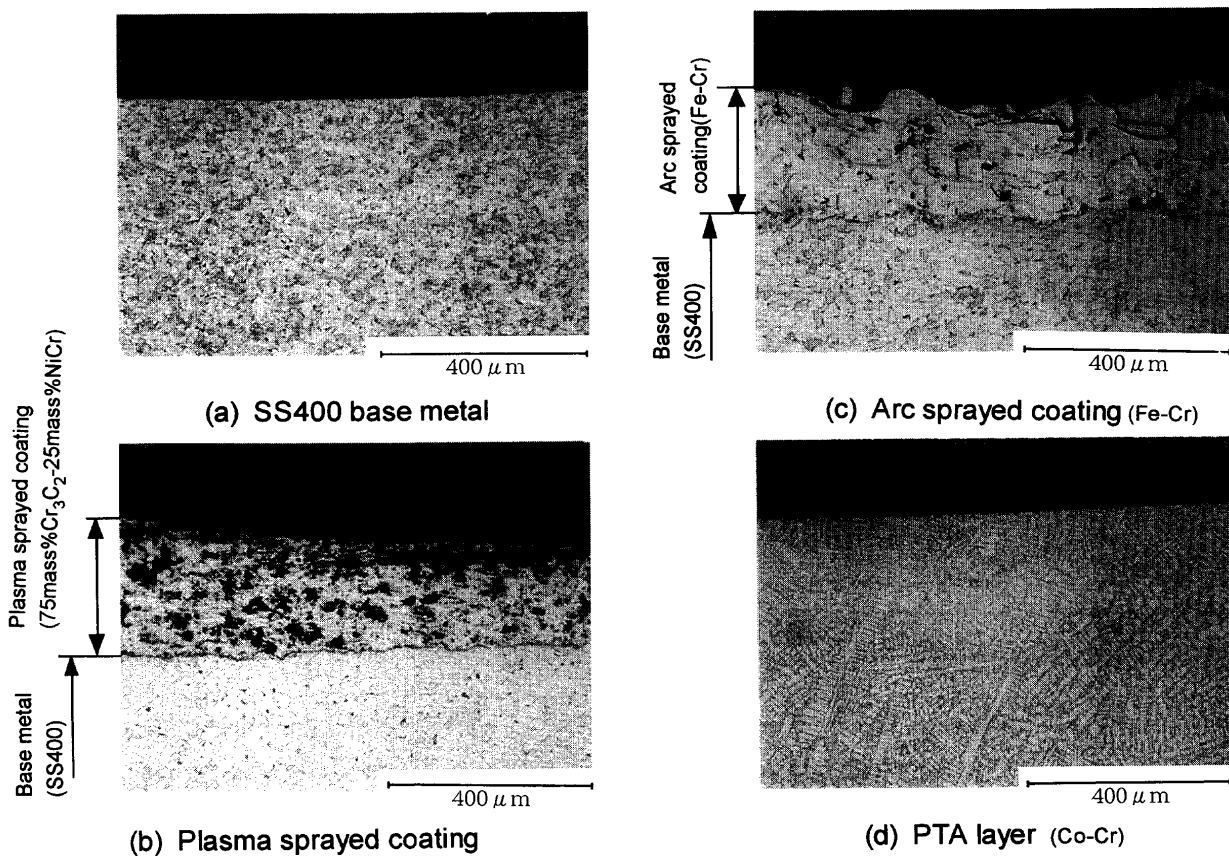 400 μm
(a) SS400 base metal
Arc sprayed
coating(Fe-Cr)
Base metal
(SS400)
400 μm
(c) Arc sprayed coating (Fe-Cr)
Plasma sprayed coating
(75mass%Cr₃C₂-25mass%NiCr)
Base metal
(SS400)
400 μm
(b) Plasma sprayed coating
400 μm
(d) PTA layer (Co-Cr)